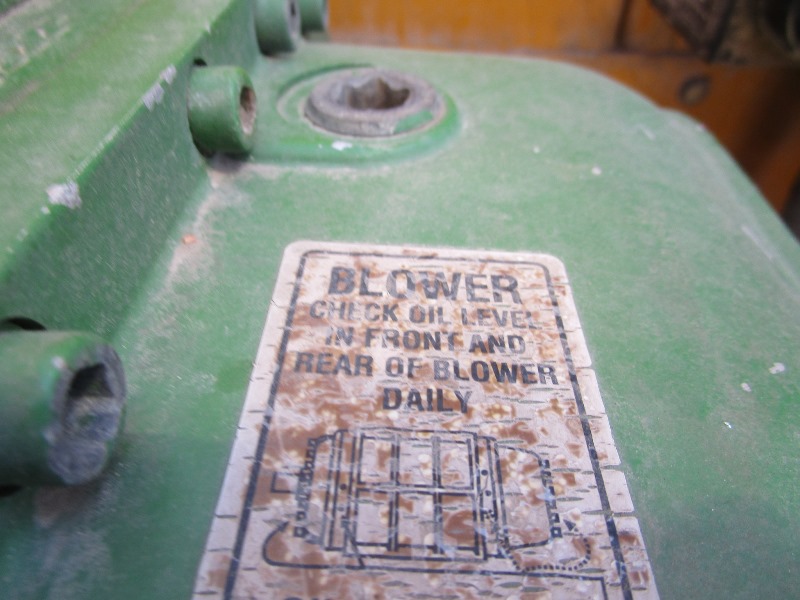 BLOWER
CHECK OIL LEVEL
IN FRONT AND
REAR OF BLOWER
DAILY